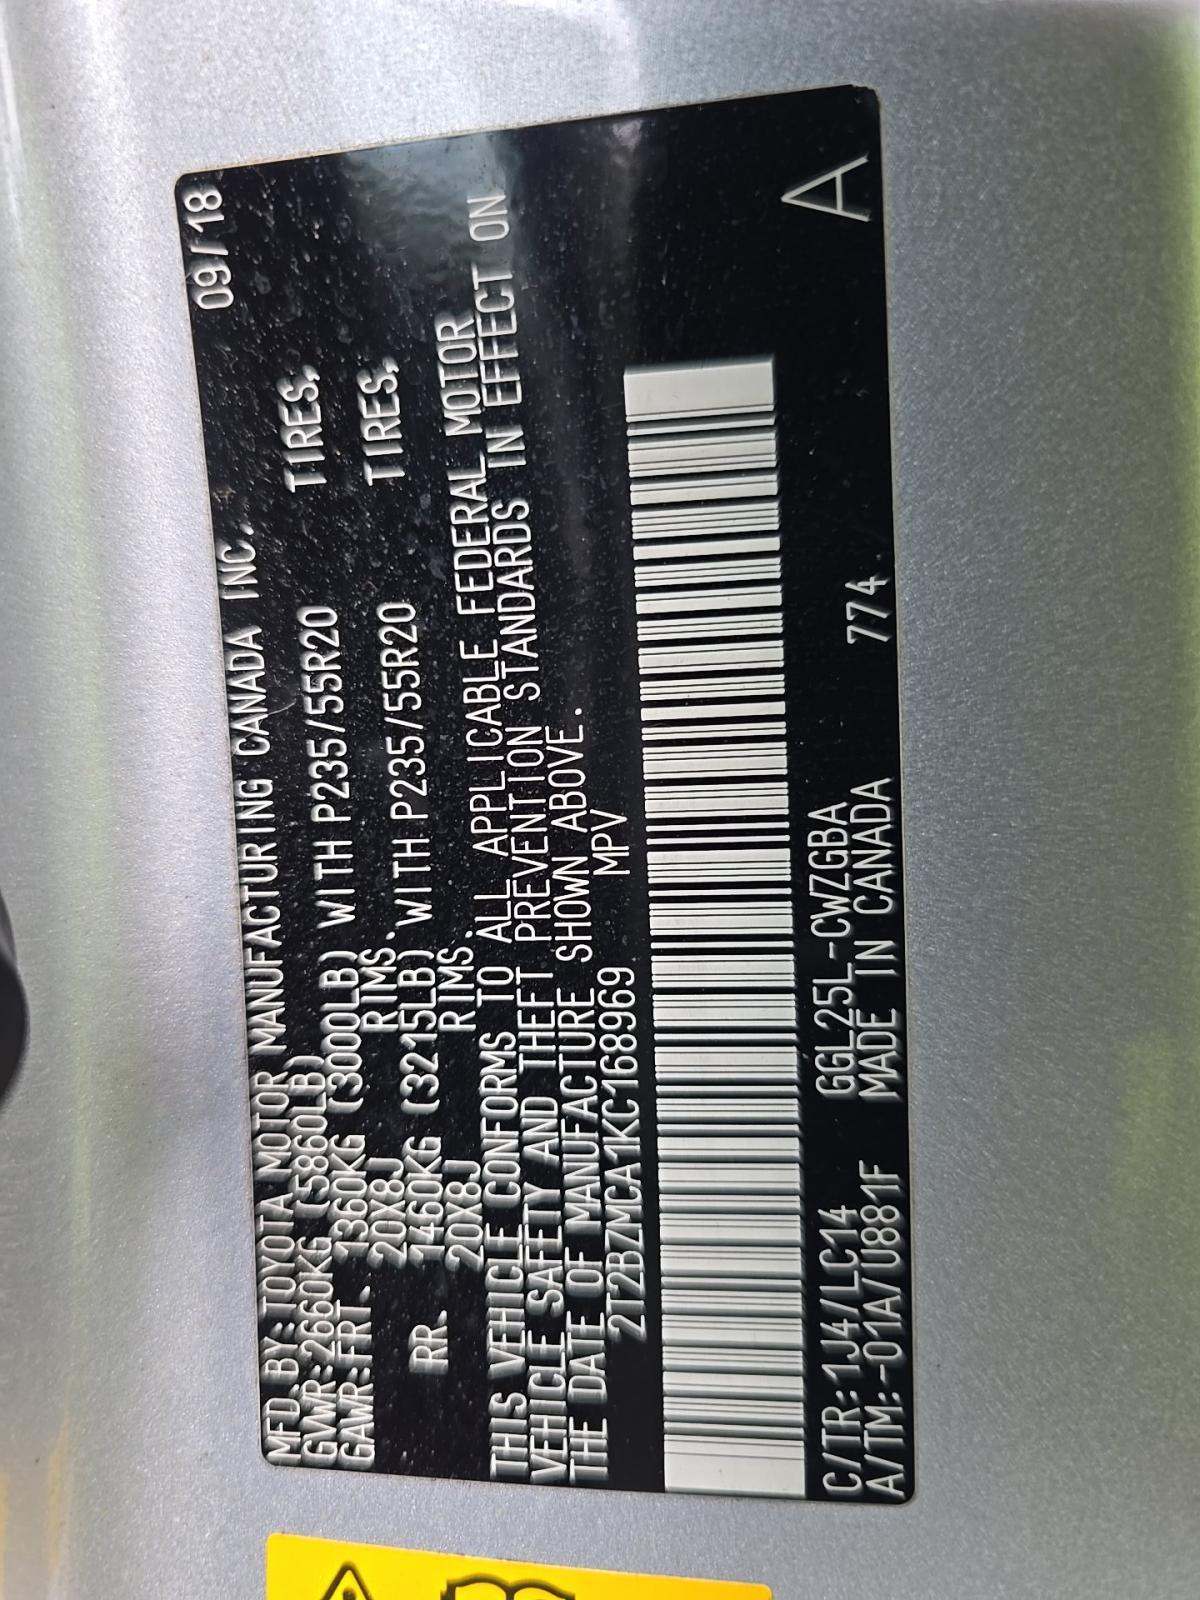 MFD.BY:TOYOTA MOTOR MANUFACTURING CANADA INC. 09/18
GVWR:2660KG (5860LB)
GAWR:FRT. 1360KG (3000LB) WITH P235/55R20 TIRES,
20X8J RIMS.
RR. 1460KG (3215LB) WITH P235/55R20 TIRES,
20X8J RIMS.
THIS VEHICLE CONFORMS TO ALL APPLICABLE FEDERAL MOTOR
VEHICLE SAFETY AND THEFT PREVENTION STANDARDS IN EFFECT ON
THE DATE OF MANUFACTURE SHOWN ABOVE.
2T2BZMCA1KC168969 MPV
C/TR:1J4/LC14 GGL25L-CWZGBA 774 A
A/TM:-01A/U881F MADE IN CANADA